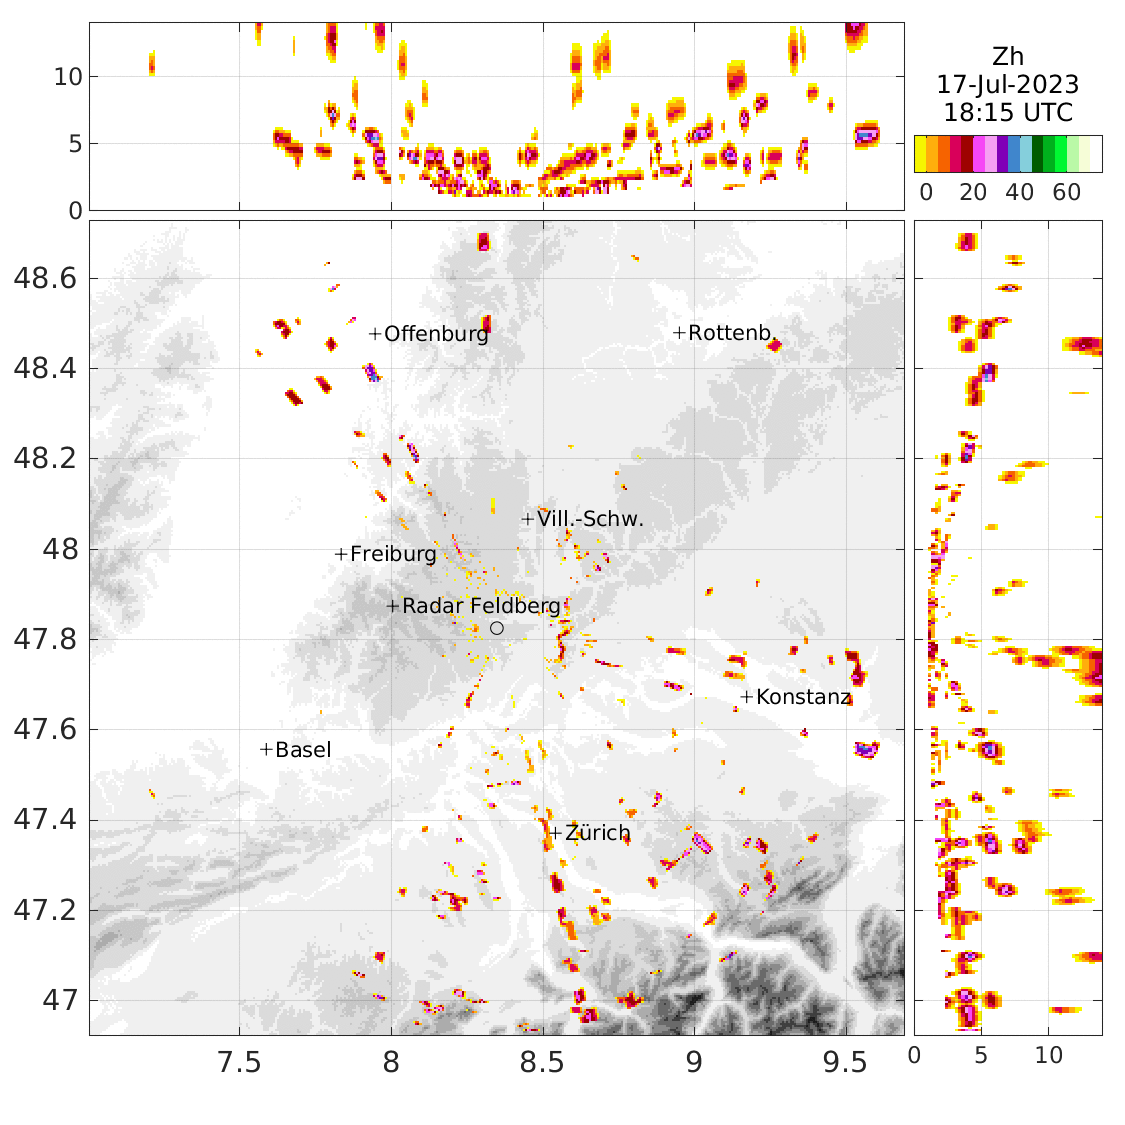 10
5
0
Zh
17-Jul-2023
18:15 UTC
0 20 40 60
48.6
48.4
48.2
48
47.8
47.6
47.4
47.2
47
Offenburg
Rottenb.
Vill.-Schw.
Freiburg
Radar Feldberg
Konstanz
Basel
Zürich
7.5 8 8.5 9 9.5
0 5 10